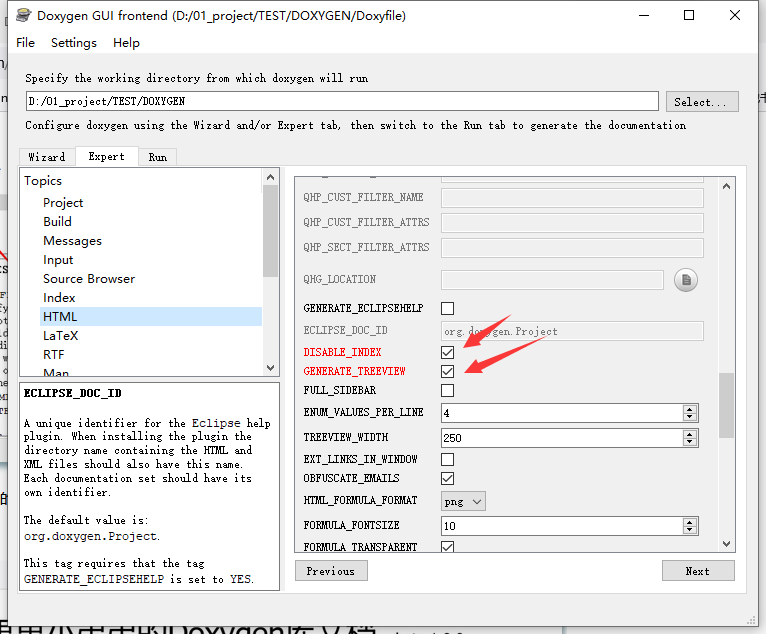 Doxygen GUI frontend (D:/01_project/TEST/DOXYGEN/Doxyfile)
File Settings Help
Specify the working directory from which doxygen will run
D:/01_project/TEST/DOXYGEN
Select...
Configure doxygen using the Wizard and/or Expert tab, then switch to the Run tab to generate the documentation
Wizard Expert Run
Topics
Project
Build
Messages
Input
Source Browser
Index
HTML
LaTeX
RTF
Man
ECLIPSE_DOC_ID
A unique identifier for the Eclipse help
plugin. When installing the plugin the
directory name containing the HTML and
XML files should also have this name.
Each documentation set should have its
own identifier.
The default value is:
org.doxygen.Project.
This tag requires that the tag
GENERATE_ECLIPSEHELP is set to YES.
QHP_CUST_FILTER_NAME
QHP_CUST_FILTER_ATTRS
QHP_SECT_FILTER_ATTRS
QHG_LOCATION
GENERATE_ECLIPSEHELP
ECLIPSE_DOC_ID org.doxygen.Project
DISABLE_INDEX
GENERATE_TREEVIEW
FULL_SIDEBAR
ENUM_VALUES_PER_LINE 4
TREEVIEW_WIDTH 250
EXT_LINKS_IN_WINDOW
OBFUSCATE_EMAILS
HTML_FORMULA_FORMAT png
FORMULA_FONTSIZE 10
FORMULA_TRANSPARENT
Previous Next